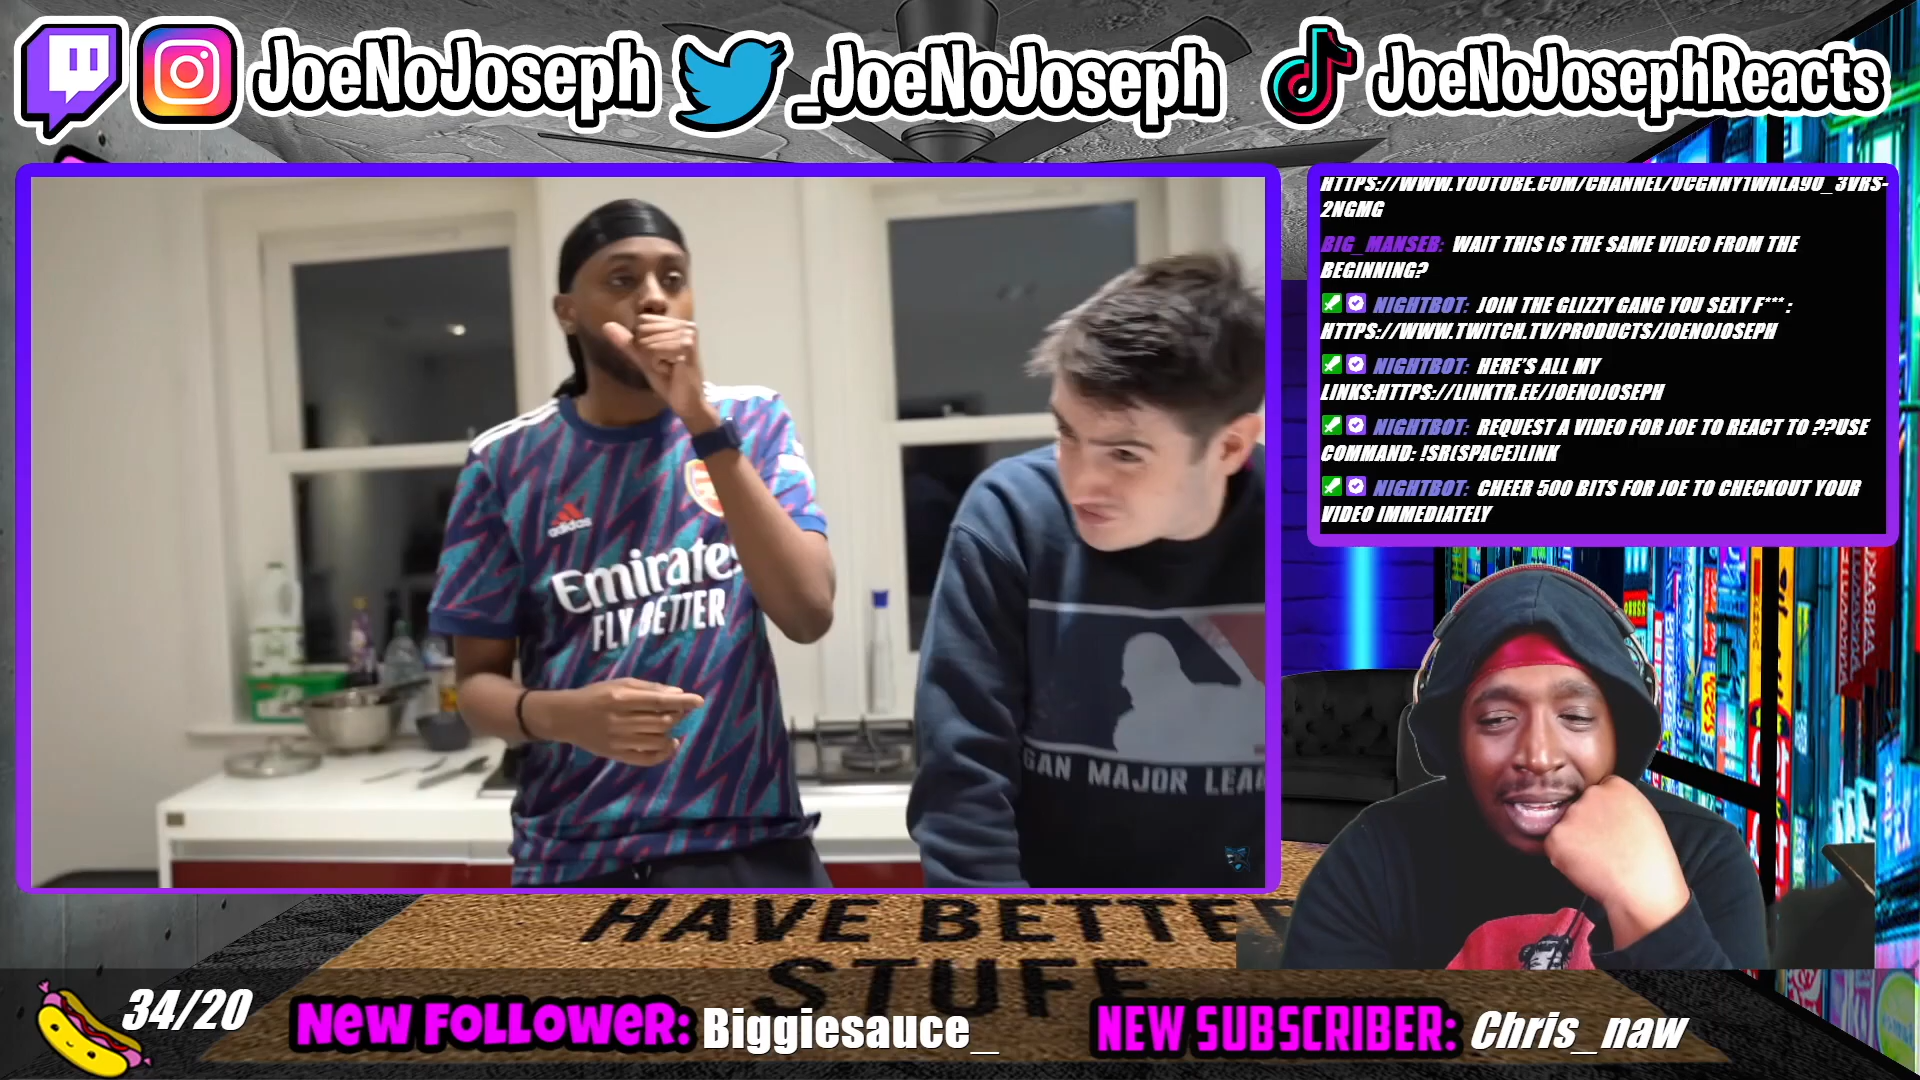 JoeNoJoseph
_JoeNoJoseph
JoeNoJosephReacts
HTTPS://WWW.YOUTUBE.COM/CHANNEL/UCGNNY1WNLA9U_3VRS-
2NGMG
BIG_MANSEB: WAIT THIS IS THE SAME VIDEO FROM THE
BEGINNING?
NIGHTBOT: JOIN THE GLIZZY GANG YOU SEXY F*** :
HTTPS://WWW.TWITCH.TV/PRODUCTS/JOENOJOSEPH
NIGHTBOT: HERE'S ALL MY
LINKS:HTTPS://LINKTR.EE/JOENOJOSEPH
NIGHTBOT: REQUEST A VIDEO FOR JOE TO REACT TO ??USE
COMMAND: !SR(SPACE)LINK
NIGHTBOT: CHEER 500 BITS FOR JOE TO CHECKOUT YOUR
VIDEO IMMEDIATELY
adidas
Emirates
FLY BETTER
GAN MAJOR LEA
HAVE BETTE
STUFF
34/20
NEW FOLLOWER: Biggiesauce_
NEW SUBSCRIBER: Chris_naw